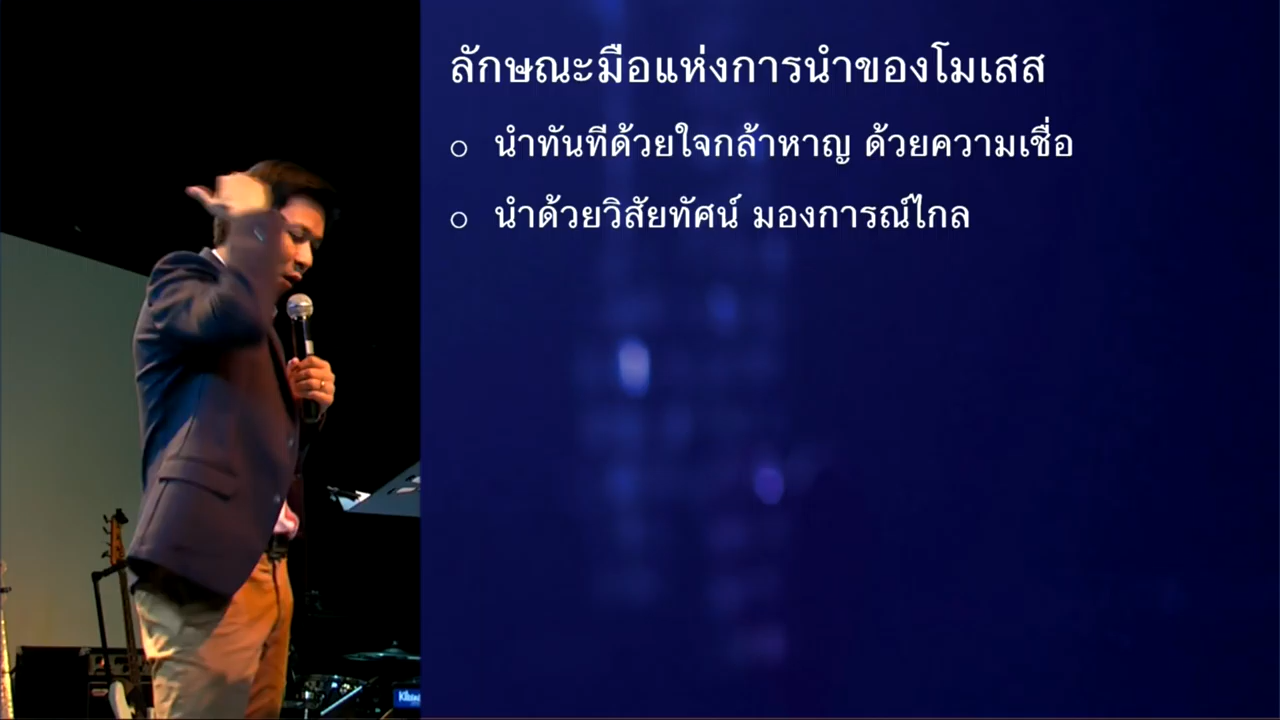 ลักษณะมือแห่งการนำของโมเสส
นำทันทีด้วยใจกล้าหาญ ด้วยความเชื่อ
นำด้วยวิสัยทัศน์ มองการณ์ไกล